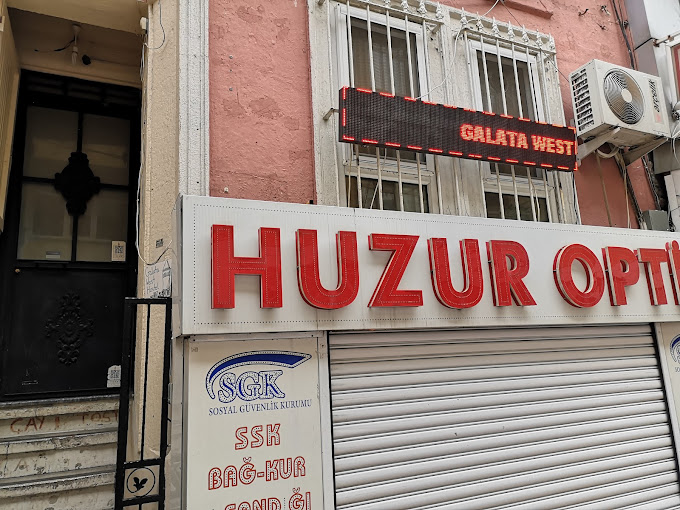 GALATA WEST
HUZUR OPTİ
SGK
SOSYAL GÜVENLİK KURUMU
SSK
BAĞ-KUR